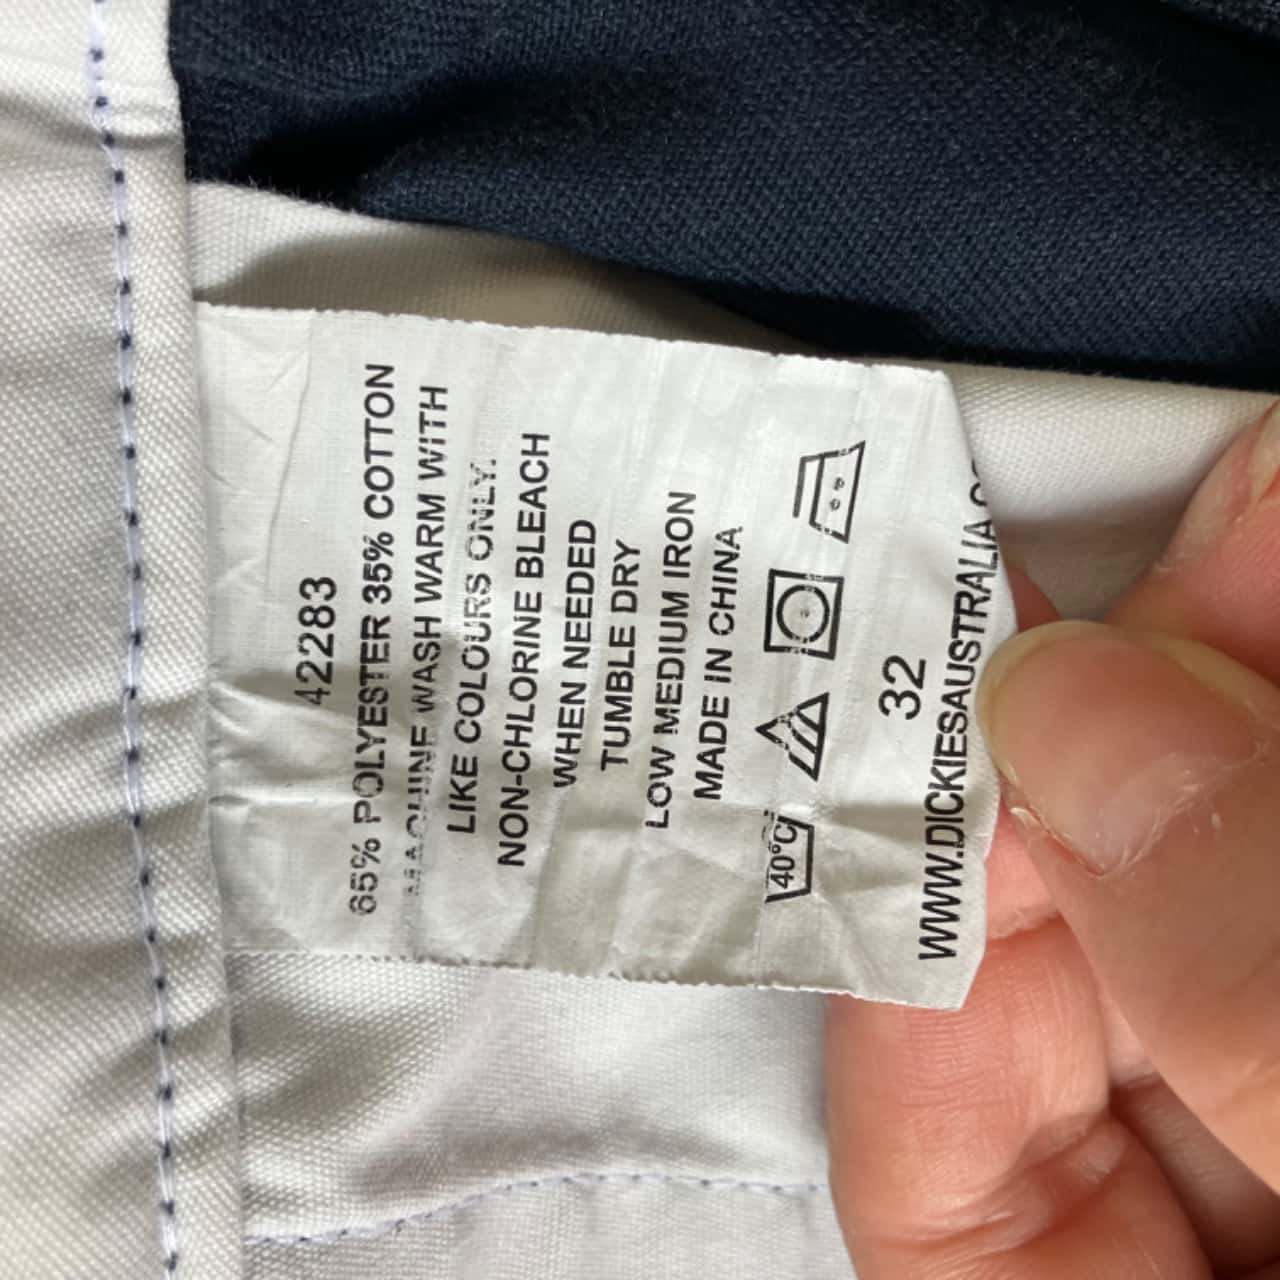 42283
65% POLYESTER 35% COTTON
MACHINE WASH WARM WITH
LIKE COLOURS ONLY.
NON-CHLORINE BLEACH
WHEN NEEDED
TUMBLE DRY
LOW MEDIUM IRON
MADE IN CHINA
40°C
32
WWW.DICKIESAUSTRALIA.C